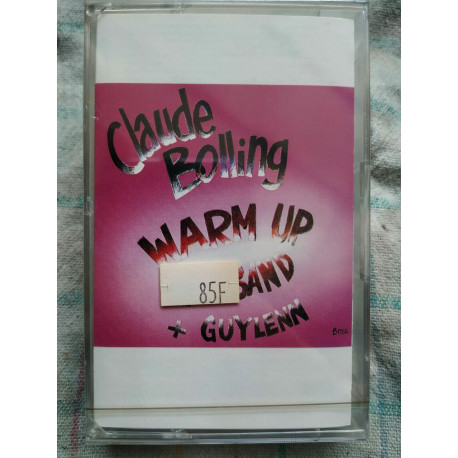 Claude
Bolling
WARM UP
BAND
85F
+ GUYLENN